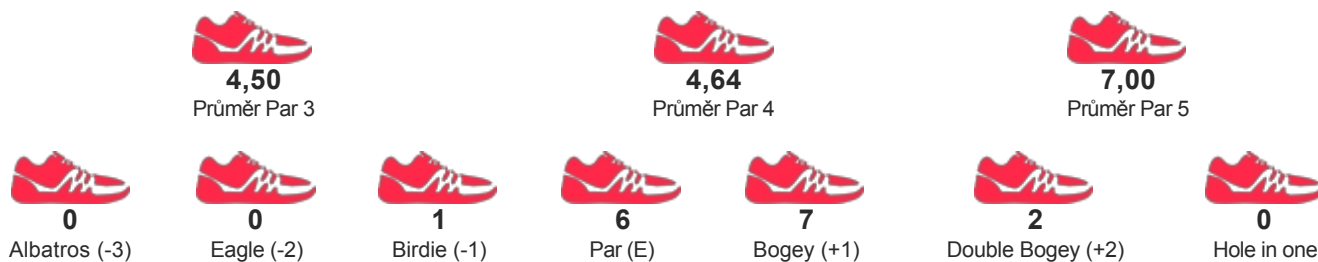 4,50 4,64 7,00
Průměr Par 3 Průměr Par 4 Průměr Par 5
0 0 1 6 7 2 0
Albatros (-3) Eagle (-2) Birdie (-1) Par (E) Bogey (+1) Double Bogey (+2) Hole in one